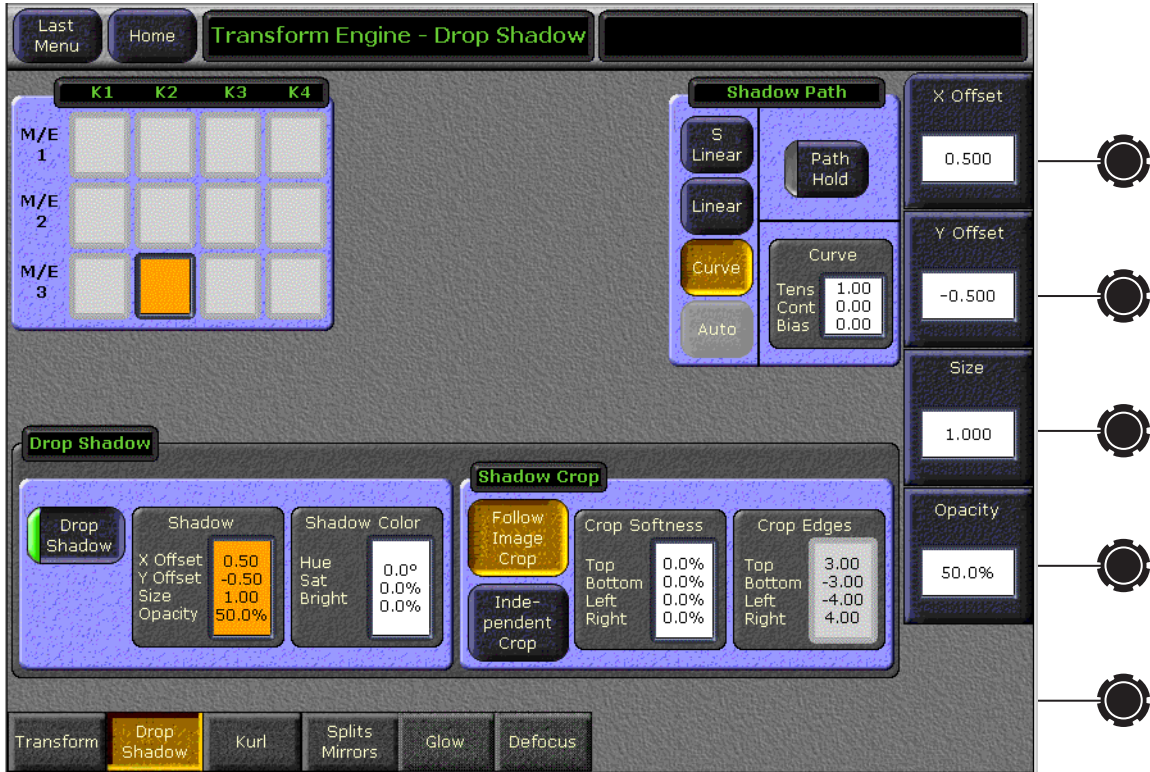 Last
Menu
Home
Transform Engine - Drop Shadow
K1 K2 K3 K4
M/E
1
M/E
2
M/E
3
Shadow Path
S
Linear
Linear
Curve
Auto
Path
Hold
Curve
Tens 1.00
Cont 0.00
Bias 0.00
X Offset
0.500
Y Offset
-0.500
Size
1.000
Opacity
50.0%
Drop Shadow
Drop
Shadow
Shadow
X Offset 0.50
Y Offset -0.50
Size 1.00
Opacity 50.0%
Shadow Color
Hue 0.0°
Sat 0.0%
Bright 0.0%
Shadow Crop
Follow
Image
Crop
Inde-
pendent
Crop
Crop Softness
Top 0.0%
Bottom 0.0%
Left 0.0%
Right 0.0%
Crop Edges
Top 3.00
Bottom -3.00
Left -4.00
Right 4.00
Transform
Drop
Shadow
Kurl
Splits
Mirrors
Glow
Defocus